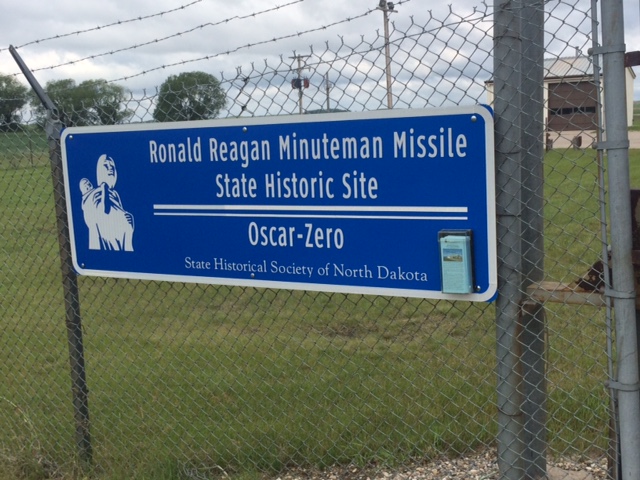 Ronald Reagan Minuteman Missile
State Historic Site
Oscar-Zero
State Historical Society of North Dakota